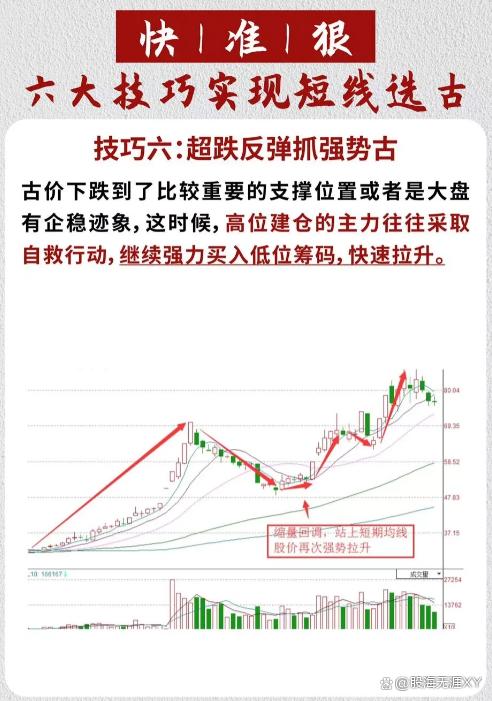 快|准|狠
六大技巧实现短线选古
技巧六:超跌反弹抓强势古
古价下跌到了比较重要的支撑位置或者是大盘
有企稳迹象,这时候,高位建仓的主力往往采取
自救行动,继续强力买入低位筹码,快速拉升。
80.04
69.35
58.52
47.83
37.15
缩量回调,站上短期均线
股价再次强势拉升
10: 166167
成交量
27254
13762
@股海无涯XY